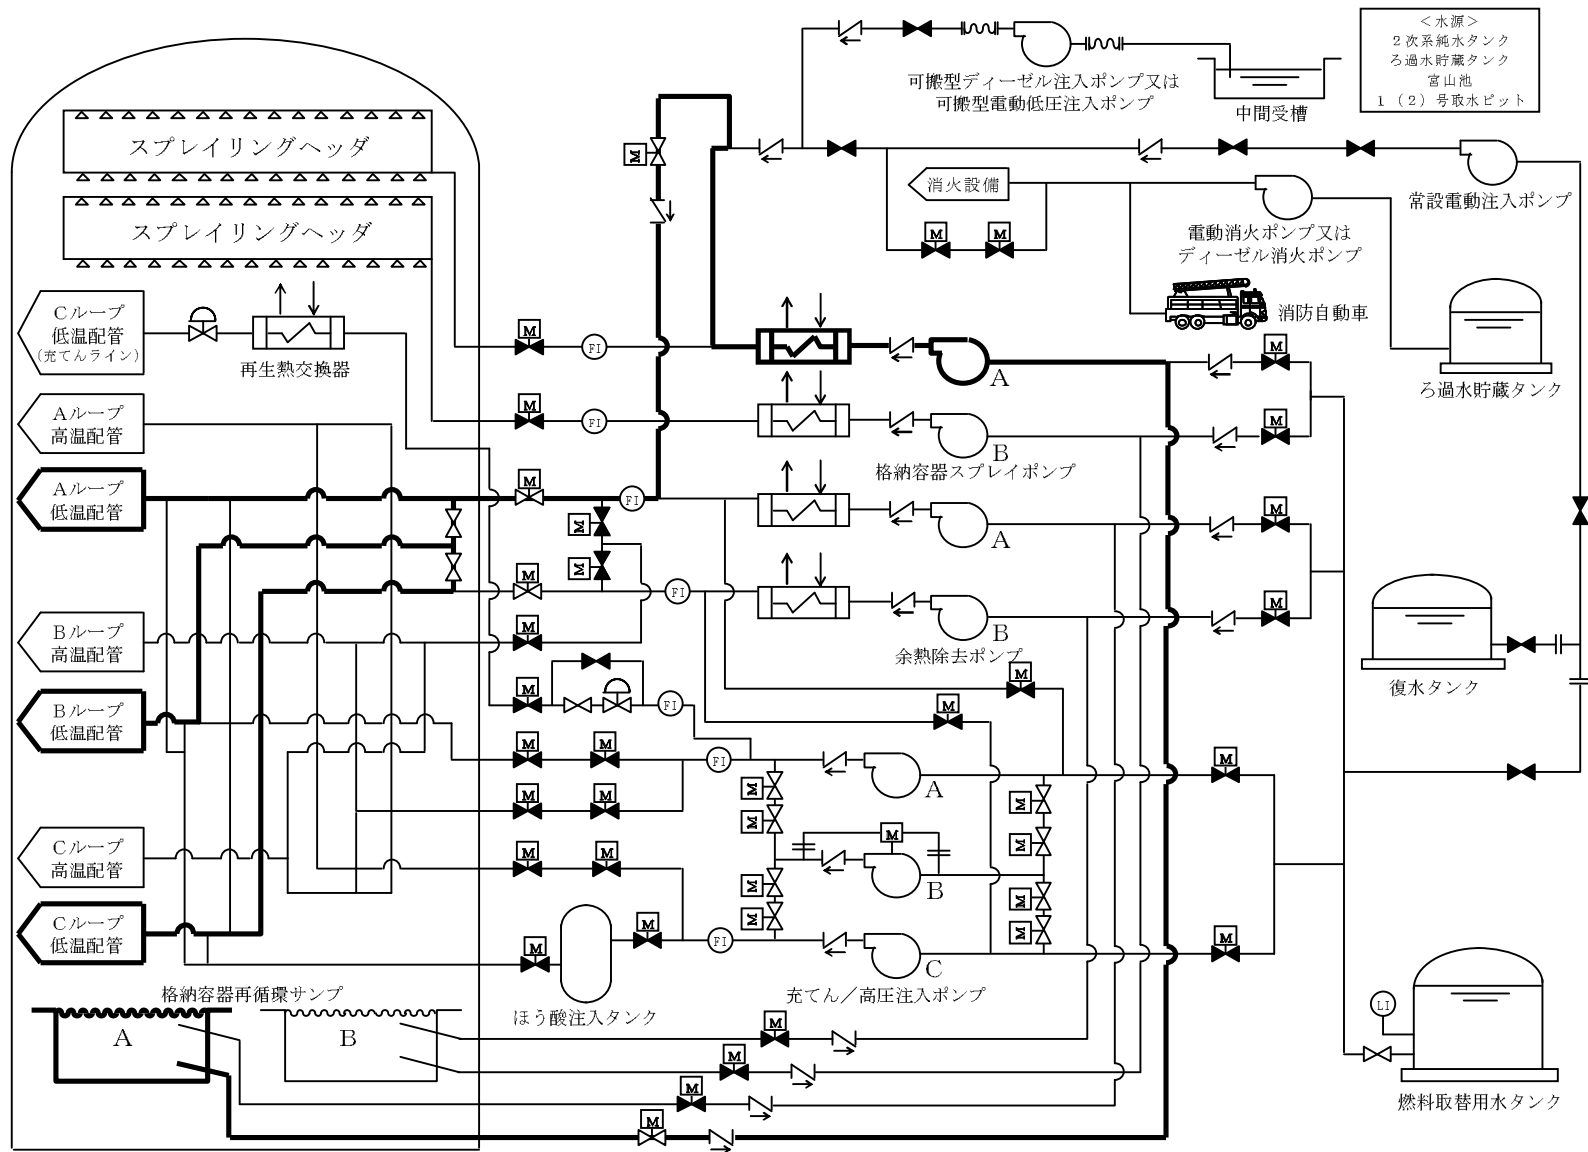 <水源>
2次系純水タンク
ろ過水貯蔵タンク
宮山池
1（2）号取水ピット
可搬型ディーゼル注入ポンプ又は
可搬型電動低圧注入ポンプ
中間受槽
スプレイリングヘッダ
M
消火設備
常設電動注入ポンプ
スプレイリングヘッダ
M
M
電動消火ポンプ又は
ディーゼル消火ポンプ
Cループ
低温配管
(充てんライン)
再生熱交換器
消防自動車
M
FI
M
A
ろ過水貯蔵タンク
Aループ
高温配管
M
FI
M
B
格納容器スプレイポンプ
Aループ
低温配管
M
FI
M
M
A
M
M
FI
M
Bループ
高温配管
M
B
余熱除去ポンプ
M
復水タンク
Bループ
低温配管
M
FI
M
M
M
FI
M
M
A
M
M
M
M
M
Cループ
高温配管
M
M
M
M
B
M
M
M
M
Cループ
低温配管
M
M
FI
M
C
格納容器再循環サンプ
ほう酸注入タンク
充てん／高圧注入ポンプ
LI
A
B
M
M
M
M
燃料取替用水タンク